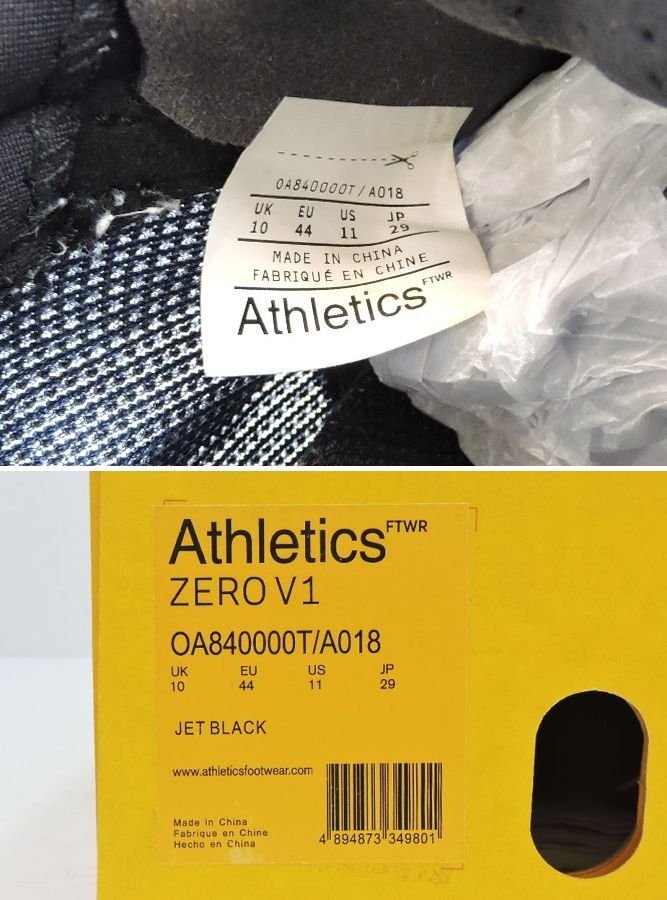 OA840000T/A018
UK EU US JP
10 44 11 29
MADE IN CHINA
FABRIQUÉ EN CHINE
Athletics FTWR
Athletics FTWR
ZERO V1
OA840000T/A018
UK EU US JP
10 44 11 29
JET BLACK
www.athleticsfootwear.com
Made in China
Fabrique en Chine
Hecho en China
4 894873 349801